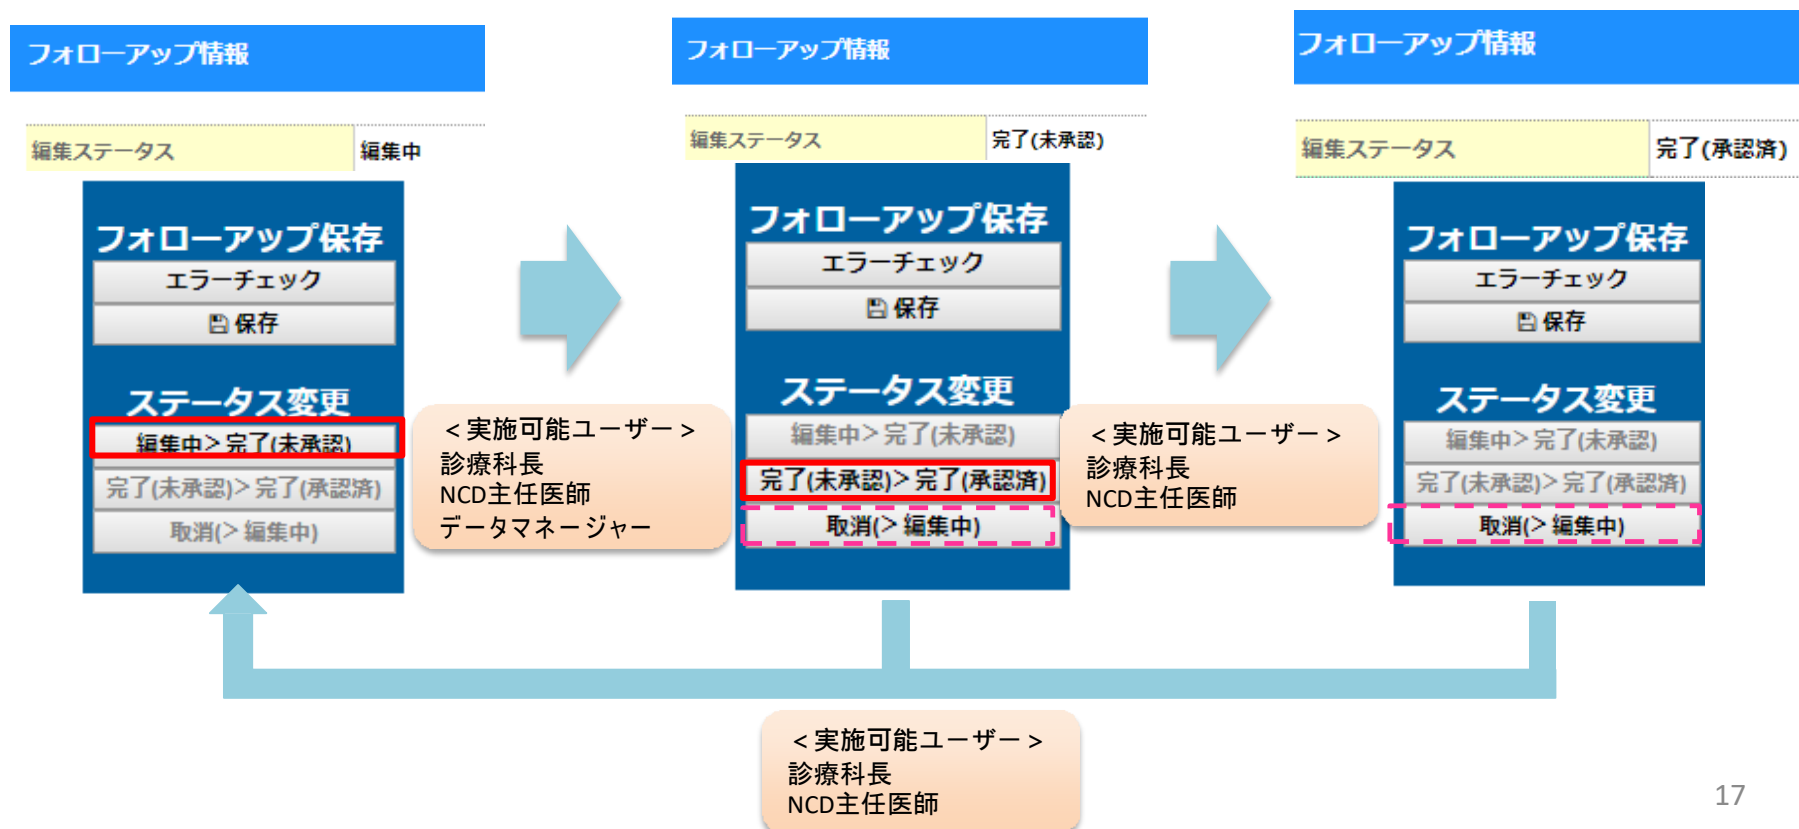 フォローアップ情報
編集ステータス 編集中
フォローアップ保存
エラーチェック
保存
ステータス変更
編集中＞完了(未承認)
完了(未承認)＞完了(承認済)
取消(＞編集中)
＜実施可能ユーザー＞
診療科長
NCD主任医師
データマネージャー
フォローアップ情報
編集ステータス 完了(未承認)
フォローアップ保存
エラーチェック
保存
ステータス変更
編集中＞完了(未承認)
完了(未承認)＞完了(承認済)
取消(＞編集中)
＜実施可能ユーザー＞
診療科長
NCD主任医師
フォローアップ情報
編集ステータス 完了(承認済)
フォローアップ保存
エラーチェック
保存
ステータス変更
編集中＞完了(未承認)
完了(未承認)＞完了(承認済)
取消(＞編集中)
＜実施可能ユーザー＞
診療科長
NCD主任医師
17